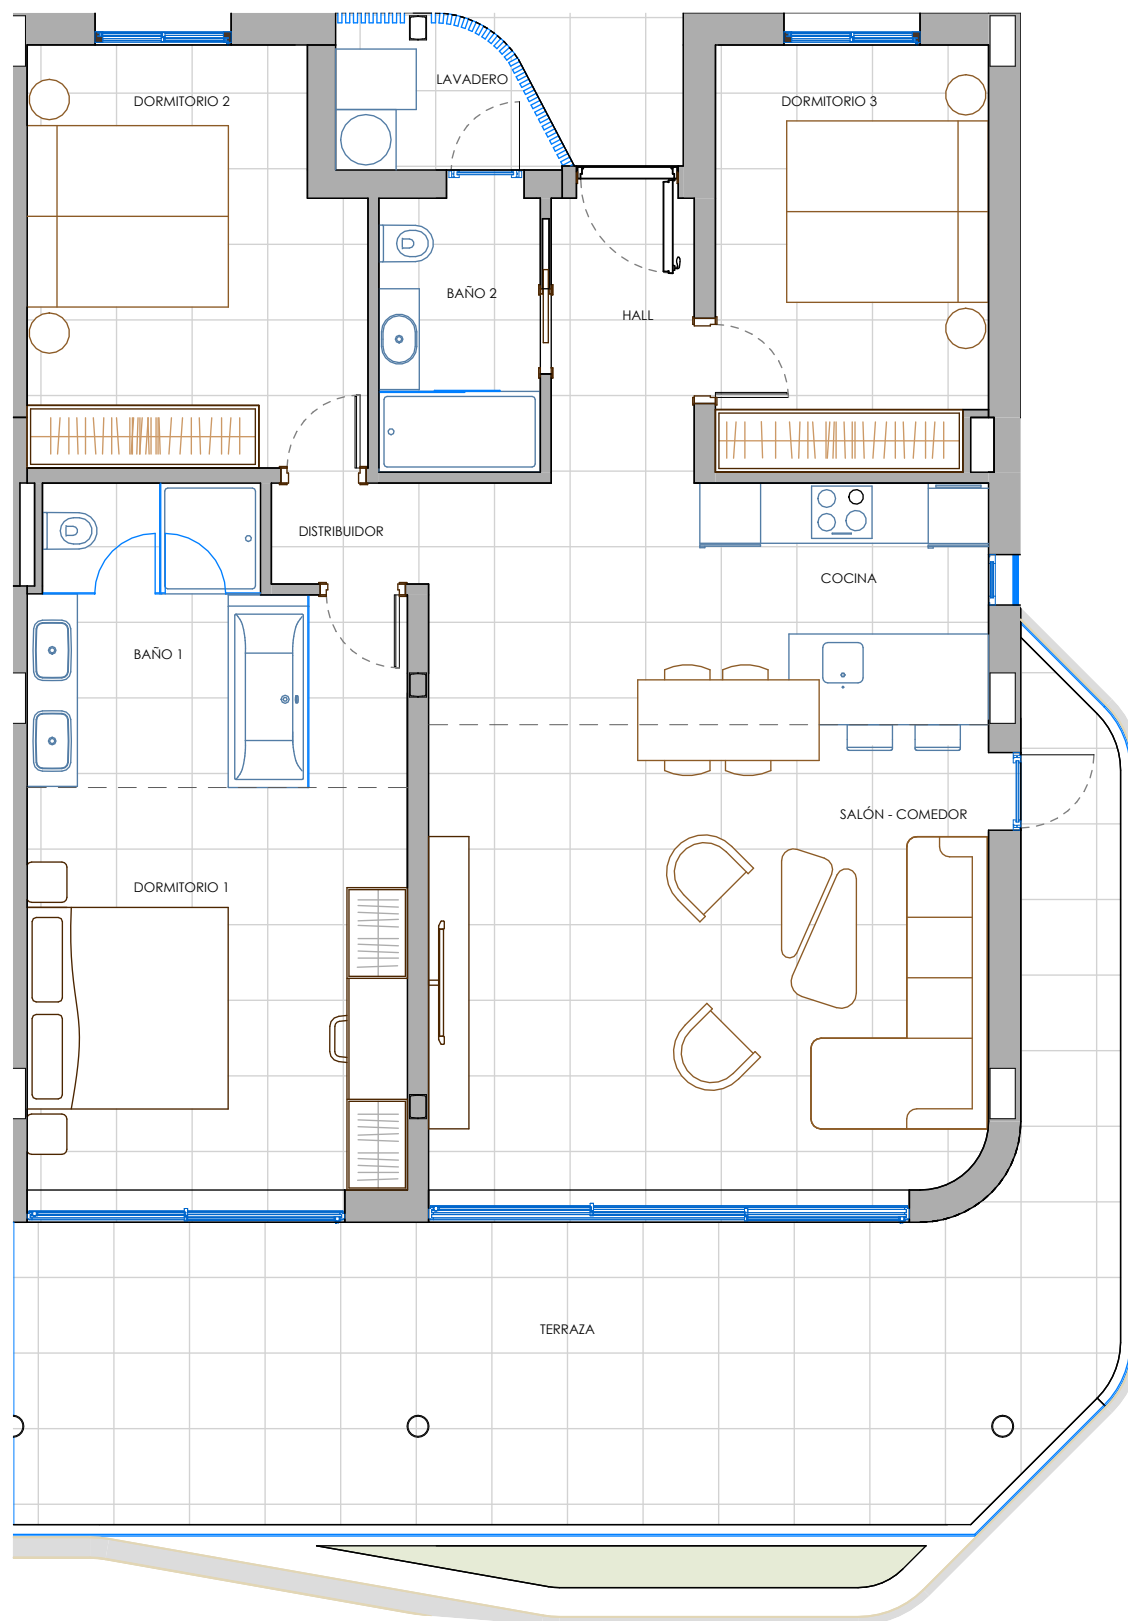 LAVADERO
DORMITORIO 2
DORMITORIO 3
BAÑO 2
HALL
DISTRIBUIDOR
COCINA
BAÑO 1
SALÓN - COMEDOR
DORMITORIO 1
TERRAZA